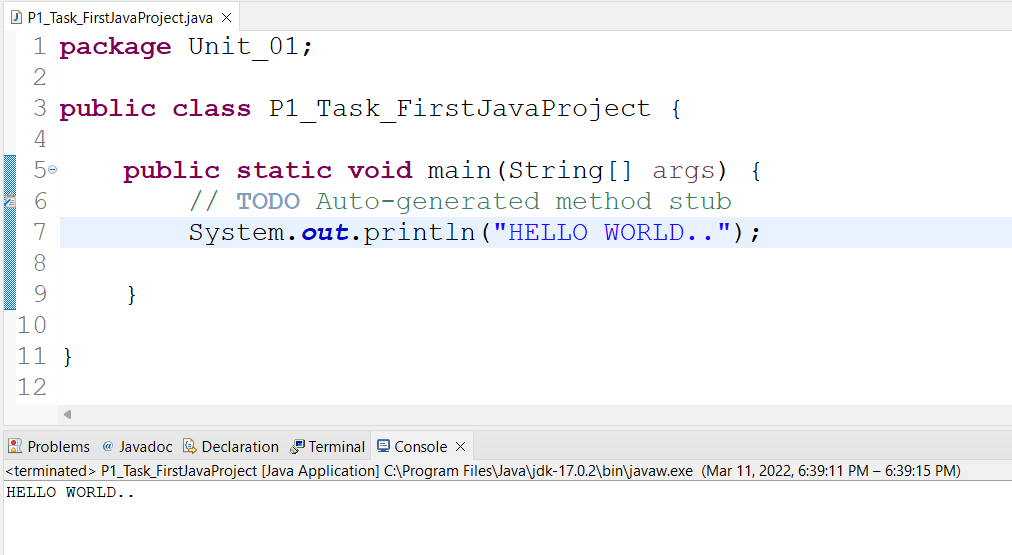 P1_Task_FirstJavaProject.java
1 package Unit_01;
2
3 public class P1_Task_FirstJavaProject {
4
5 public static void main(String[] args) {
6 // TODO Auto-generated method stub
7 System.out.println("HELLO WORLD..");
8
9 }
10
11 }
12
Problems @ Javadoc Declaration Terminal Console
<terminated> P1_Task_FirstJavaProject [Java Application] C:\Program Files\Java\jdk-17.0.2\bin\javaw.exe (Mar 11, 2022, 6:39:11 PM – 6:39:15 PM)
HELLO WORLD..